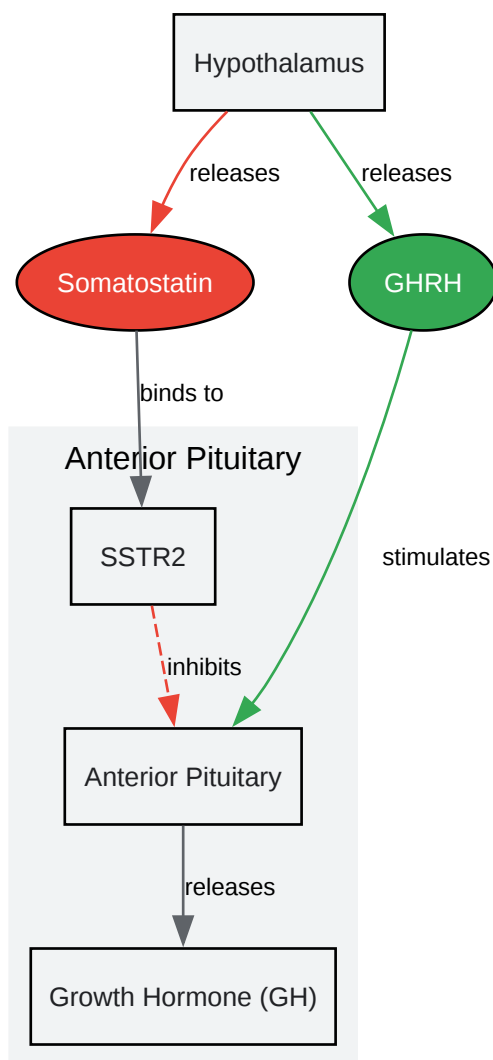 Hypothalamus
releases
releases
Somatostatin
GHRH
binds to
Anterior Pituitary
SSTR2
stimulates
inhibits
Anterior Pituitary
releases
Growth Hormone (GH)